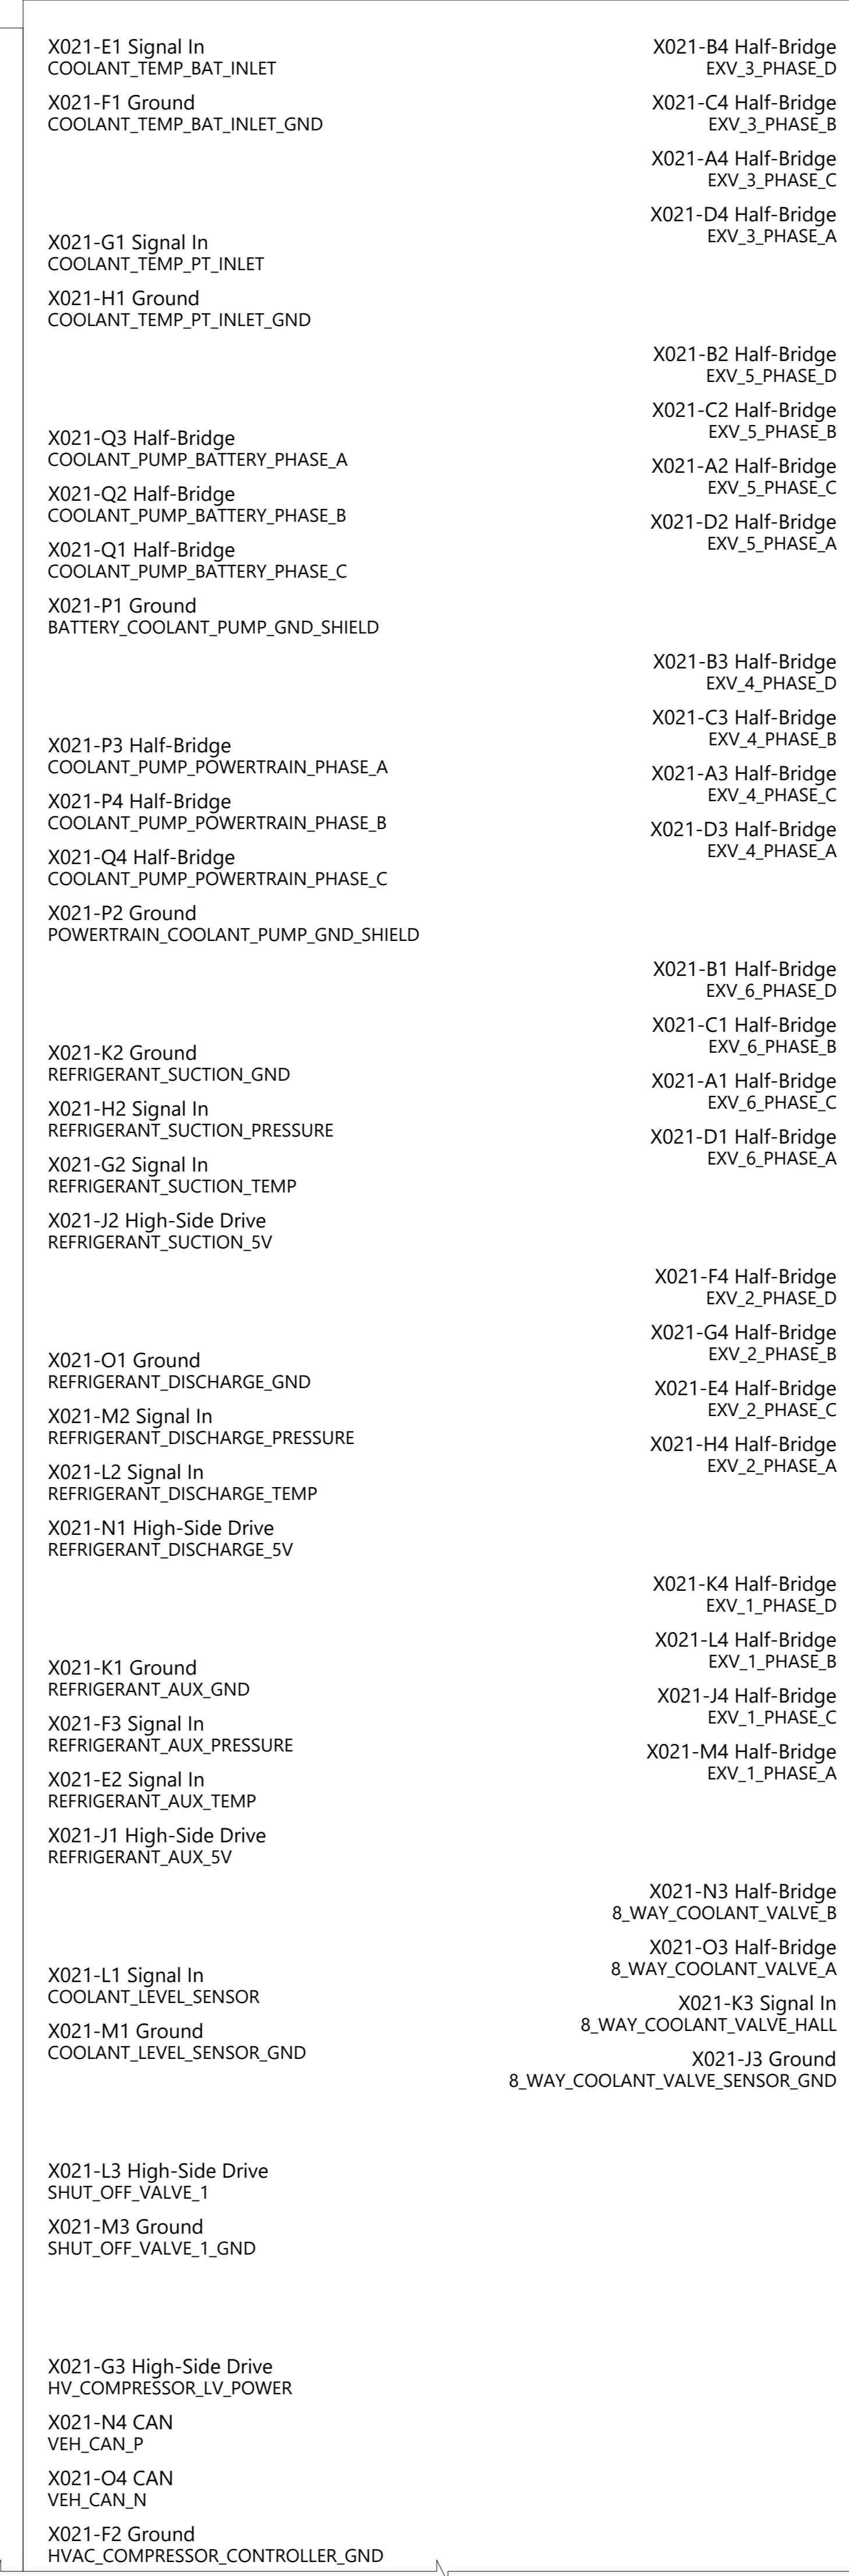 X021-E1 Signal In
COOLANT_TEMP_BAT_INLET
X021-F1 Ground
COOLANT_TEMP_BAT_INLET_GND
X021-G1 Signal In
COOLANT_TEMP_PT_INLET
X021-H1 Ground
COOLANT_TEMP_PT_INLET_GND
X021-Q3 Half-Bridge
COOLANT_PUMP_BATTERY_PHASE_A
X021-Q2 Half-Bridge
COOLANT_PUMP_BATTERY_PHASE_B
X021-Q1 Half-Bridge
COOLANT_PUMP_BATTERY_PHASE_C
X021-P1 Ground
BATTERY_COOLANT_PUMP_GND_SHIELD
X021-P3 Half-Bridge
COOLANT_PUMP_POWERTRAIN_PHASE_A
X021-P4 Half-Bridge
COOLANT_PUMP_POWERTRAIN_PHASE_B
X021-Q4 Half-Bridge
COOLANT_PUMP_POWERTRAIN_PHASE_C
X021-P2 Ground
POWERTRAIN_COOLANT_PUMP_GND_SHIELD
X021-K2 Ground
REFRIGERANT_SUCTION_GND
X021-H2 Signal In
REFRIGERANT_SUCTION_PRESSURE
X021-G2 Signal In
REFRIGERANT_SUCTION_TEMP
X021-J2 High-Side Drive
REFRIGERANT_SUCTION_5V
X021-O1 Ground
REFRIGERANT_DISCHARGE_GND
X021-M2 Signal In
REFRIGERANT_DISCHARGE_PRESSURE
X021-L2 Signal In
REFRIGERANT_DISCHARGE_TEMP
X021-N1 High-Side Drive
REFRIGERANT_DISCHARGE_5V
X021-K1 Ground
REFRIGERANT_AUX_GND
X021-F3 Signal In
REFRIGERANT_AUX_PRESSURE
X021-E2 Signal In
REFRIGERANT_AUX_TEMP
X021-J1 High-Side Drive
REFRIGERANT_AUX_5V
X021-L1 Signal In
COOLANT_LEVEL_SENSOR
X021-M1 Ground
COOLANT_LEVEL_SENSOR_GND
X021-L3 High-Side Drive
SHUT_OFF_VALVE_1
X021-M3 Ground
SHUT_OFF_VALVE_1_GND
X021-G3 High-Side Drive
HV_COMPRESSOR_LV_POWER
X021-N4 CAN
VEH_CAN_P
X021-O4 CAN
VEH_CAN_N
X021-F2 Ground
HVAC_COMPRESSOR_CONTROLLER_GND
X021-B4 Half-Bridge
EXV_3_PHASE_D
X021-C4 Half-Bridge
EXV_3_PHASE_B
X021-A4 Half-Bridge
EXV_3_PHASE_C
X021-D4 Half-Bridge
EXV_3_PHASE_A
X021-B2 Half-Bridge
EXV_5_PHASE_D
X021-C2 Half-Bridge
EXV_5_PHASE_B
X021-A2 Half-Bridge
EXV_5_PHASE_C
X021-D2 Half-Bridge
EXV_5_PHASE_A
X021-B3 Half-Bridge
EXV_4_PHASE_D
X021-C3 Half-Bridge
EXV_4_PHASE_B
X021-A3 Half-Bridge
EXV_4_PHASE_C
X021-D3 Half-Bridge
EXV_4_PHASE_A
X021-B1 Half-Bridge
EXV_6_PHASE_D
X021-C1 Half-Bridge
EXV_6_PHASE_B
X021-A1 Half-Bridge
EXV_6_PHASE_C
X021-D1 Half-Bridge
EXV_6_PHASE_A
X021-F4 Half-Bridge
EXV_2_PHASE_D
X021-G4 Half-Bridge
EXV_2_PHASE_B
X021-E4 Half-Bridge
EXV_2_PHASE_C
X021-H4 Half-Bridge
EXV_2_PHASE_A
X021-K4 Half-Bridge
EXV_1_PHASE_D
X021-L4 Half-Bridge
EXV_1_PHASE_B
X021-J4 Half-Bridge
EXV_1_PHASE_C
X021-M4 Half-Bridge
EXV_1_PHASE_A
X021-N3 Half-Bridge
8_WAY_COOLANT_VALVE_B
X021-O3 Half-Bridge
8_WAY_COOLANT_VALVE_A
X021-K3 Signal In
8_WAY_COOLANT_VALVE_HALL
X021-J3 Ground
8_WAY_COOLANT_VALVE_SENSOR_GND